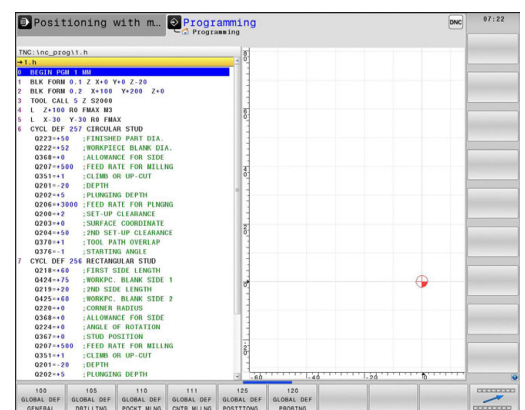 Positioning with m…
Programming
Programming
DNC
07:22
TNC:\nc_prog\1.h
→1.h
0 BEGIN PGM 1 MM
1 BLK FORM 0.1 Z X+0 Y+0 Z-20
2 BLK FORM 0.2 X+100 Y+200 Z+0
3 TOOL CALL 5 Z S2000
4 L Z+100 R0 FMAX M3
5 L X-30 Y-30 R0 FMAX
6 CYCL DEF 257 CIRCULAR STUD
Q223=+50 ;FINISHED PART DIA.
Q222=+52 ;WORKPIECE BLANK DIA.
Q368=+0 ;ALLOWANCE FOR SIDE
Q207=+500 ;FEED RATE FOR MILLNG
Q351=+1 ;CLIMB OR UP-CUT
Q201=-20 ;DEPTH
Q202=+5 ;PLUNGING DEPTH
Q206=+3000 ;FEED RATE FOR PLNGNG
Q200=+2 ;SET-UP CLEARANCE
Q203=+0 ;SURFACE COORDINATE
Q204=+50 ;2ND SET-UP CLEARANCE
Q370=+1 ;TOOL PATH OVERLAP
Q376=-1 ;STARTING ANGLE
7 CYCL DEF 256 RECTANGULAR STUD
Q218=+60 ;FIRST SIDE LENGTH
Q424=+75 ;WORKPC. BLANK SIDE 1
Q219=+20 ;2ND SIDE LENGTH
Q425=+60 ;WORKPC. BLANK SIDE 2
Q220=+0 ;CORNER RADIUS
Q368=+0 ;ALLOWANCE FOR SIDE
Q224=+0 ;ANGLE OF ROTATION
Q367=+0 ;STUD POSITION
Q207=+500 ;FEED RATE FOR MILLNG
Q351=+1 ;CLIMB OR UP-CUT
Q201=-20 ;DEPTH
Q202=+5 ;PLUNGING DEPTH
-60 -40 -20 0
100 GLOBAL DEF GENERAL
105 GLOBAL DEF DRILLING
110 GLOBAL DEF POCKT MLNG
111 GLOBAL DEF CNTR MLLNG
125 GLOBAL DEF POSITIONG
120 GLOBAL DEF PROBING